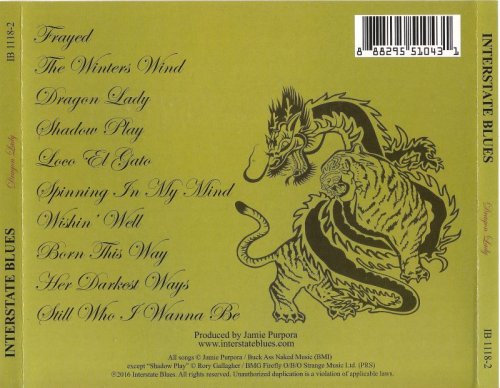 IB 1118-2
Dragon Lady
INTERSTATE BLUES
Frayed
The Winters Wind
Dragon Lady
Shadow Play
Loco El Gato
Spinning In My Mind
Wishin' Well
Born This Way
Her Darkest Ways
Still Who I Wanna Be
8 88295 51043 1
Produced by Jamie Purpora
www.interstateblues.com
All songs © Jamie Purpora / Buck Ass Naked Music (BMI)
except "Shadow Play" © Rory Gallagher / BMG Firefly O/B/O Strange Music Ltd. (PRS)
℗2016 Interstate Blues. All rights reserved. Unauthorized duplication is a violation of applicable laws.
INTERSTATE BLUES
Dragon Lady
IB 1118-2